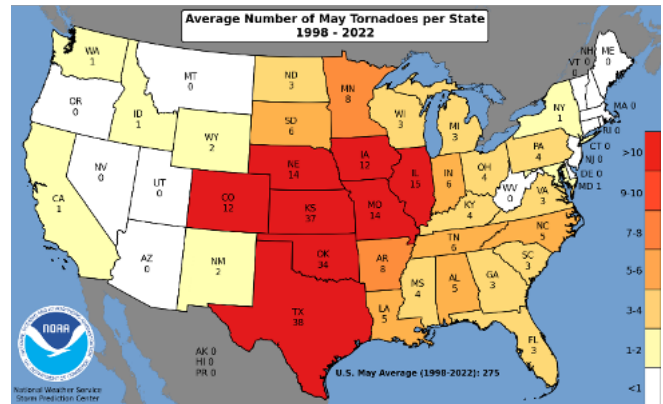 Average Number of May Tornadoes per State
1998 - 2022
WA
1
OR
0
CA
1
ID
1
NV
0
MT
0
WY
2
UT
0
AZ
0
CO
12
NM
2
ND
3
SD
6
NE
14
KS
37
OK
34
TX
38
MN
8
IA
12
MO
14
AR
8
LA
5
WI
3
IL
15
MI
3
IN
6
OH
4
KY
4
TN
6
MS
4
AL
5
GA
3
FL
3
SC
3
NC
5
VA
3
WV
0
PA
4
NY
1
VT
0
NH
0
ME
0
MA 0
RI 0
CT 0
NJ 0
DE 0
MD 1
AK 0
HI 0
PR 0
U.S. May Average (1998-2022): 275
>10
9-10
7-8
5-6
3-4
1-2
<1
NOAA
National Weather Service
Storm Prediction Center